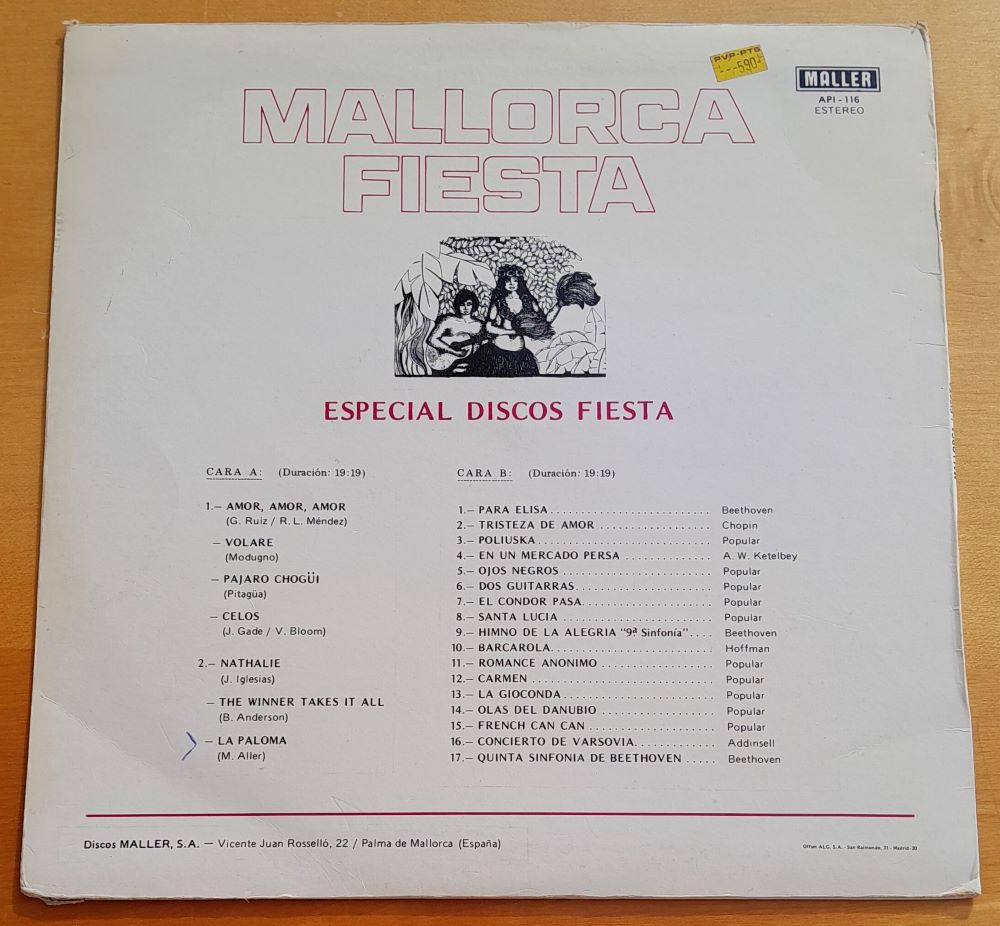 PVP-PTS
---590
MALLER
API - 116
ESTEREO
MALLORCA
FIESTA
ESPECIAL DISCOS FIESTA
CARA A: (Duración: 19:19)
1.— AMOR, AMOR, AMOR
(G. Ruiz / R. L. Méndez)
— VOLARE
(Modugno)
— PAJARO CHOGÜI
(Pitagüa)
— CELOS
(J. Gade / V. Bloom)
2.— NATHALIE
(J. Iglesias)
— THE WINNER TAKES IT ALL
(B. Anderson)
— LA PALOMA
(M. Aller)
CARA B: (Duración: 19:19)
1.— PARA ELISA . . . . . . . . . . . . . . . . . . . . . . . . . Beethoven
2.— TRISTEZA DE AMOR . . . . . . . . . . . . . . . . . Chopin
3.— POLIUSKA . . . . . . . . . . . . . . . . . . . . . . . . . . Popular
4.— EN UN MERCADO PERSA . . . . . . . . . . . . . A. W. Ketelbey
5.— OJOS NEGROS . . . . . . . . . . . . . . . . . . . . . . Popular
6.— DOS GUITARRAS . . . . . . . . . . . . . . . . . . . . Popular
7.— EL CONDOR PASA . . . . . . . . . . . . . . . . . . . Popular
8.— SANTA LUCIA . . . . . . . . . . . . . . . . . . . . . . Popular
9.— HIMNO DE LA ALEGRIA "9ª Sinfonía" . . . . Beethoven
10.— BARCAROLA . . . . . . . . . . . . . . . . . . . . . . . . Hoffman
11.— ROMANCE ANONIMO . . . . . . . . . . . . . . . . . Popular
12.— CARMEN . . . . . . . . . . . . . . . . . . . . . . . . . . . Popular
13.— LA GIOCONDA . . . . . . . . . . . . . . . . . . . . . . Popular
14.— OLAS DEL DANUBIO . . . . . . . . . . . . . . . . . Popular
15.— FRENCH CAN CAN . . . . . . . . . . . . . . . . . . . Popular
16.— CONCIERTO DE VARSOVIA . . . . . . . . . . . . Addinsell
17.— QUINTA SINFONIA DE BEETHOVEN . . . . . Beethoven
Discos MALLER, S.A. — Vicente Juan Rosselló, 22 / Palma de Mallorca (España)
Offset ALG, S. A. - San Raimundo, 31 - Madrid-20